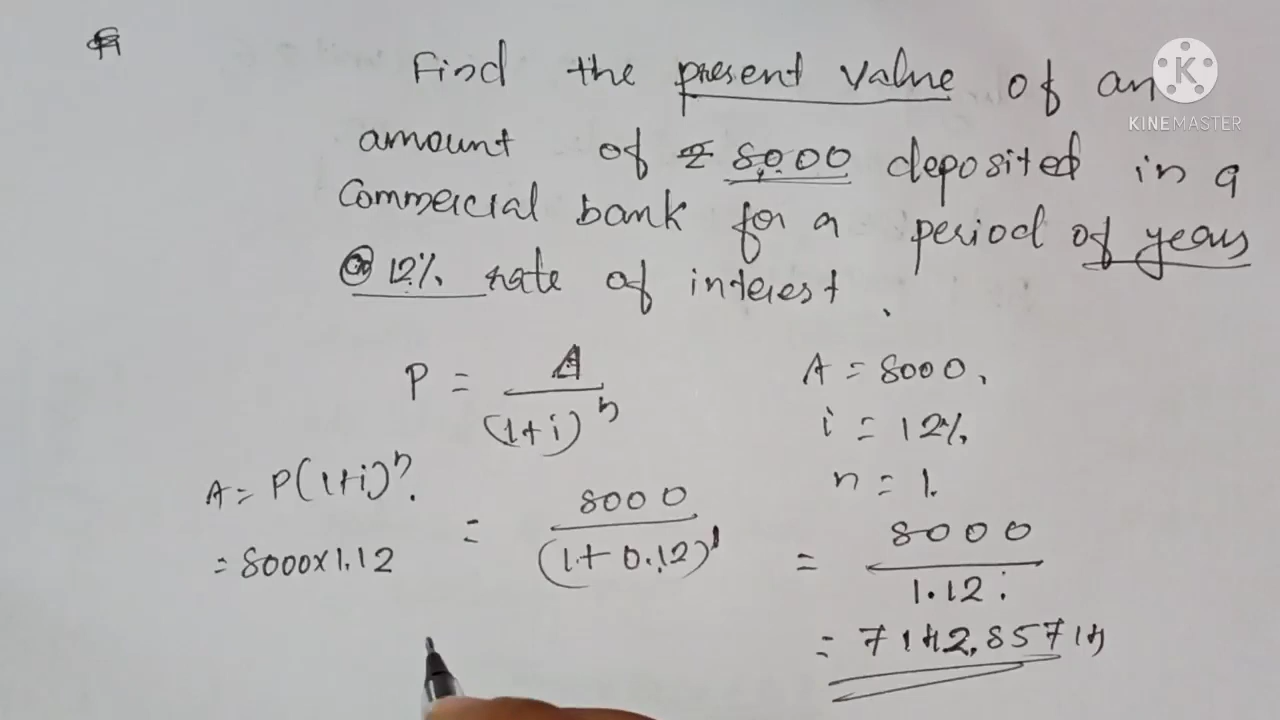 Find the present value of an
amount of ₹ 8000 deposited in a
Commercial bank for a period of years
@ 12% rate of interest.
P = A / (1+i)^n
A = 8000.
i = 12%
n = 1.
A = P(1+i)^n.
= 8000×1.12
= 8000 / (1+0.12)^1
= 8000 / 1.12
= 7142.85714
KINEMASTER